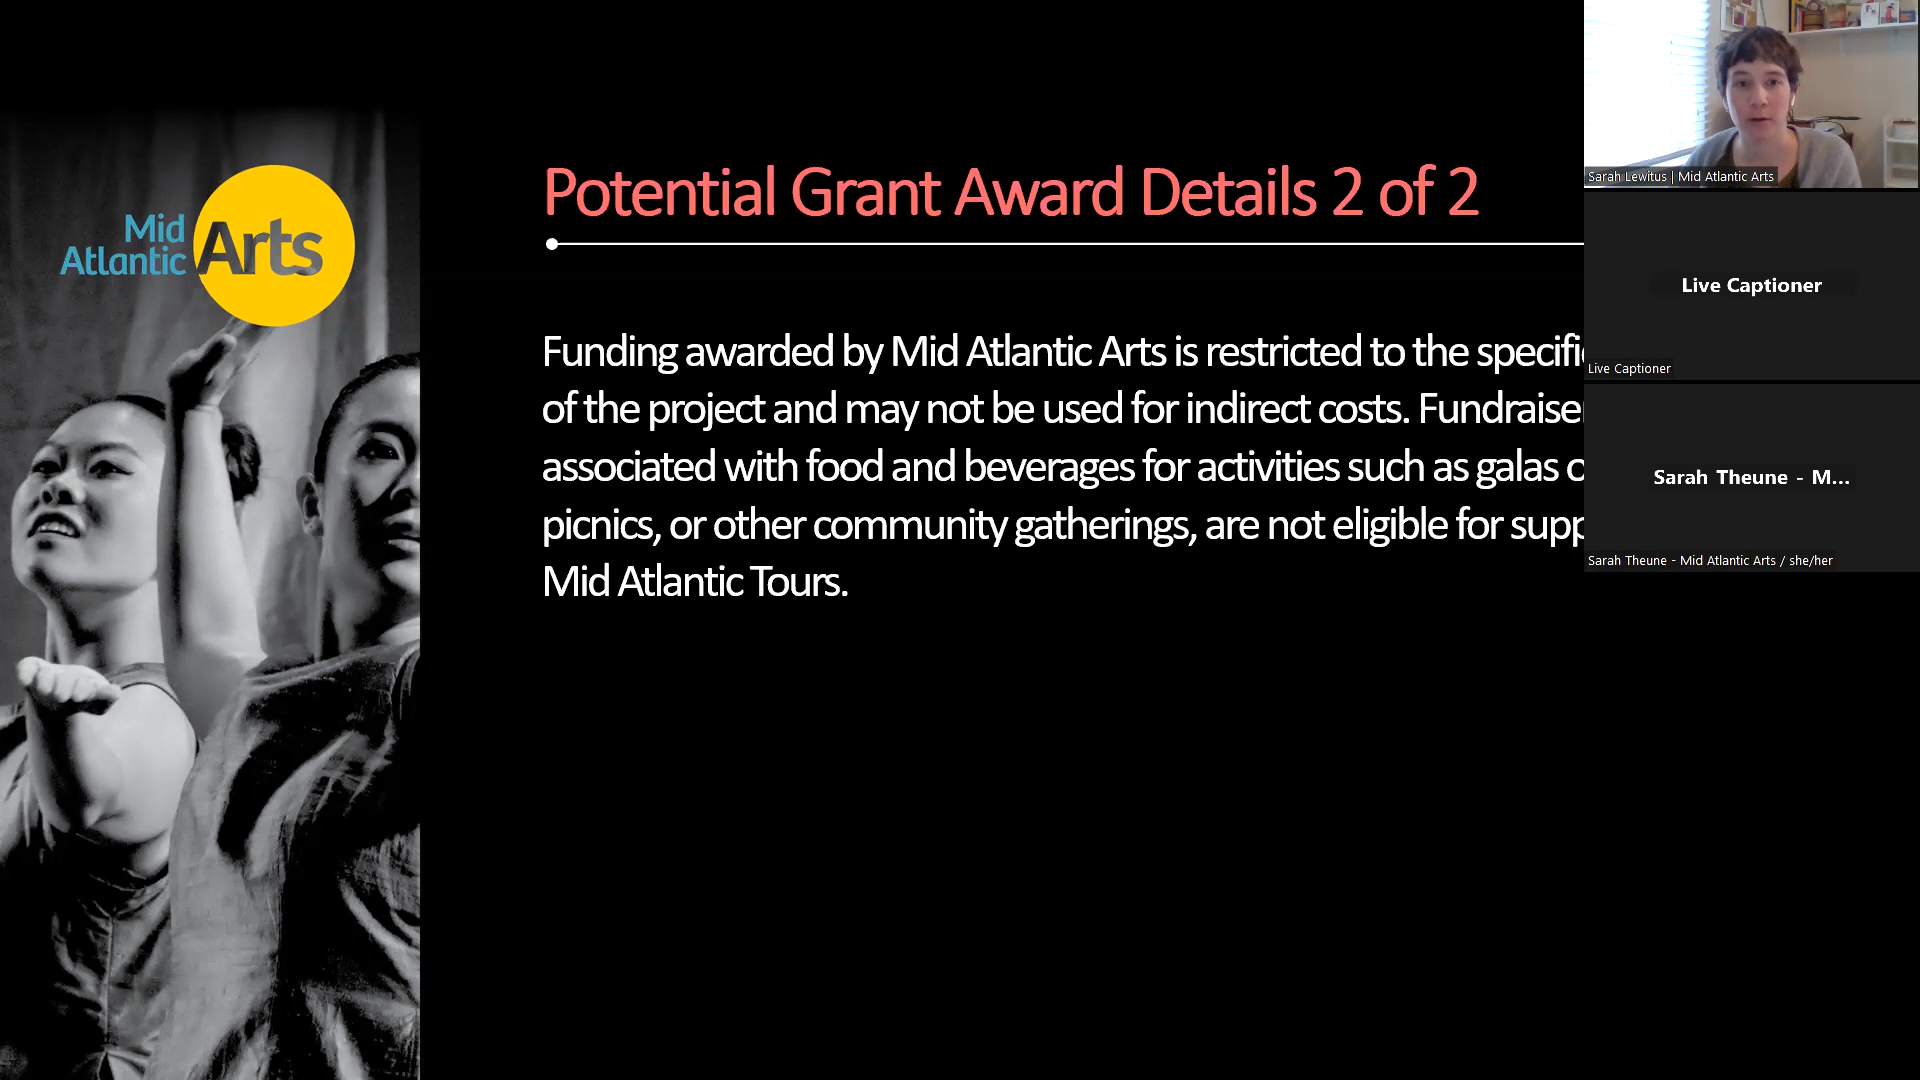 Mid
Atlantic
Arts
Potential Grant Award Details 2 of 2
Funding awarded by Mid Atlantic Arts is restricted to the
of the project and may not be used for indirect costs.
associated with food and beverages for activities such as galas
picnics, or other community gatherings, are not eligible for
Mid Atlantic Tours.
Sarah Lewitus | Mid Atlantic Arts
Live Captioner
Live Captioner
Sarah Theune - M...
Sarah Theune - Mid Atlantic Arts / she/her